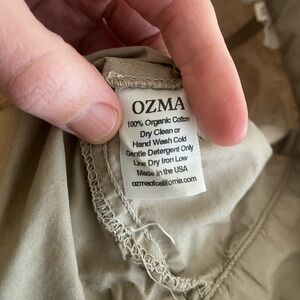 OZMA
100% Organic Cotton
Dry Clean or
Hand Wash Cold
Gentle Detergent Only
Line Dry Iron Low
Made in the USA
ozmaofcalifornia.com